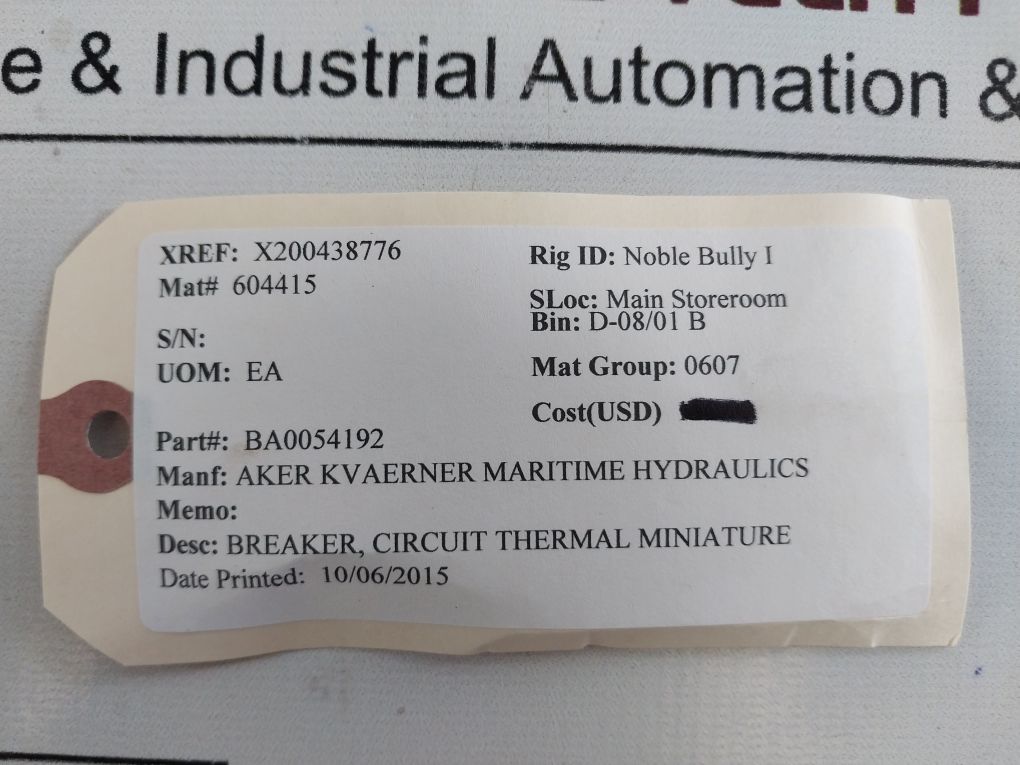 e & Industrial Automation &
XREF: X200438776
Mat# 604415
S/N:
UOM: EA
Part#: BA0054192
Manf: AKER KVAERNER MARITIME HYDRAULICS
Memo:
Desc: BREAKER, CIRCUIT THERMAL MINIATURE
Date Printed: 10/06/2015
Rig ID: Noble Bully I
SLoc: Main Storeroom
Bin: D-08/01 B
Mat Group: 0607
Cost(USD)